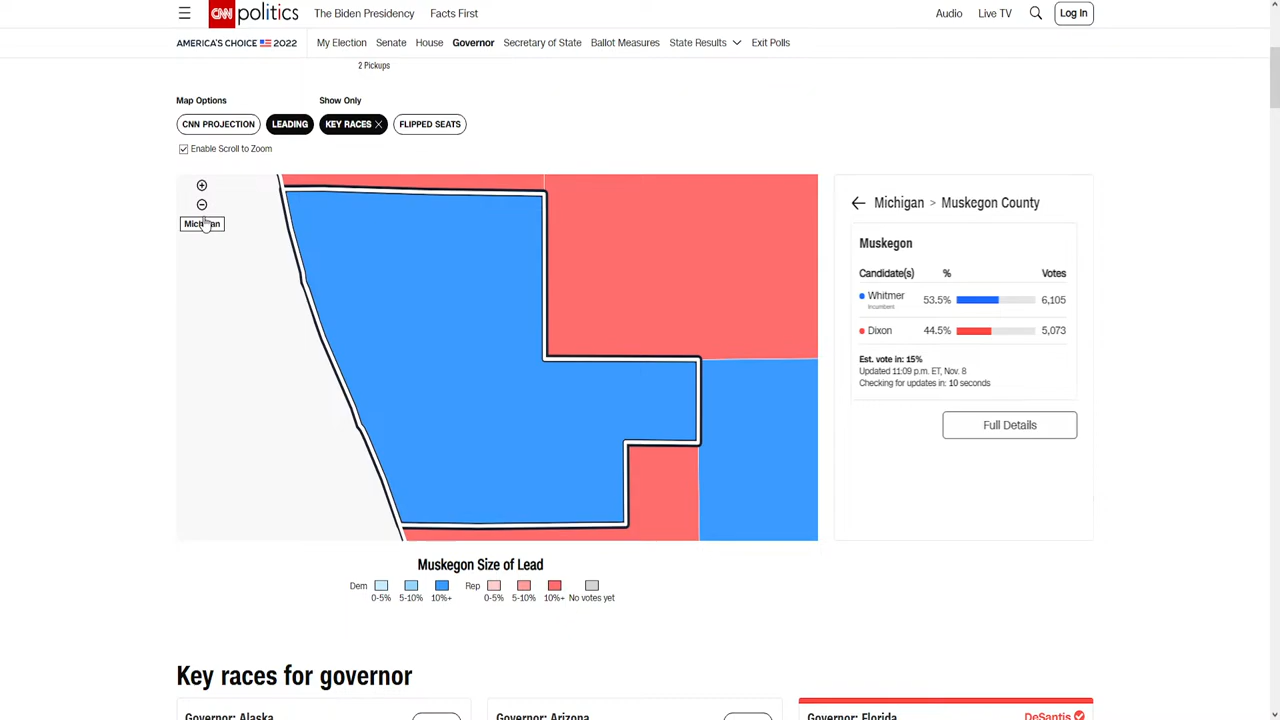 CNN politics The Biden Presidency Facts First Audio Live TV Log In
AMERICA'S CHOICE 2022 My Election Senate House Governor Secretary of State Ballot Measures State Results Exit Polls
2 Pickups
Map Options Show Only
CNN PROJECTION LEADING KEY RACES FLIPPED SEATS
Enable Scroll to Zoom
Michigan
Michigan > Muskegon County
Muskegon
Candidate(s) % Votes
Whitmer 53.5% 6,105
Incumbent
Dixon 44.5% 5,073
Est. vote in: 15%
Updated 11:09 p.m. ET, Nov. 8
Checking for updates in: 10 seconds
Full Details
Muskegon Size of Lead
Dem Rep
0-5% 5-10% 10%+ 0-5% 5-10% 10%+ No votes yet
Key races for governor
Governor: Alaska Governor: Arizona Governor: Florida DeSantis